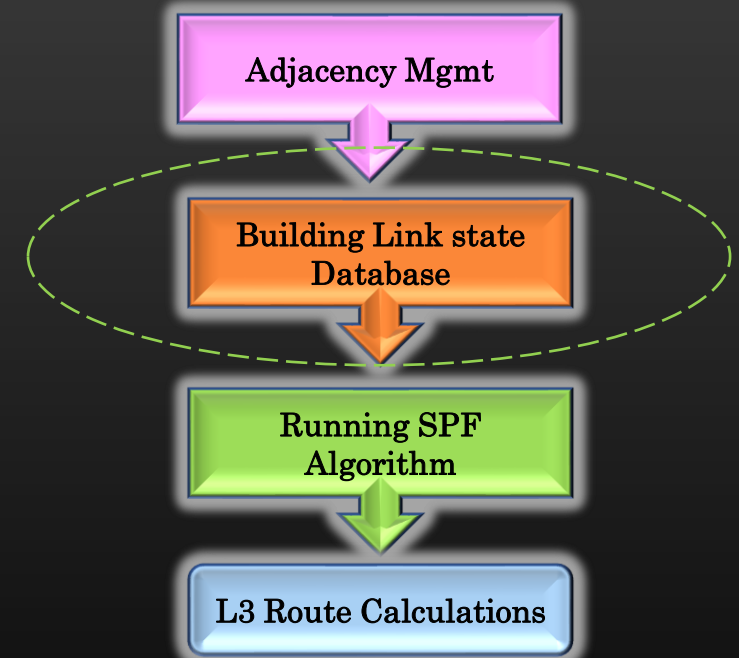 Adjacency Mgmt
Building Link state
Database
Running SPF
Algorithm
L3 Route Calculations